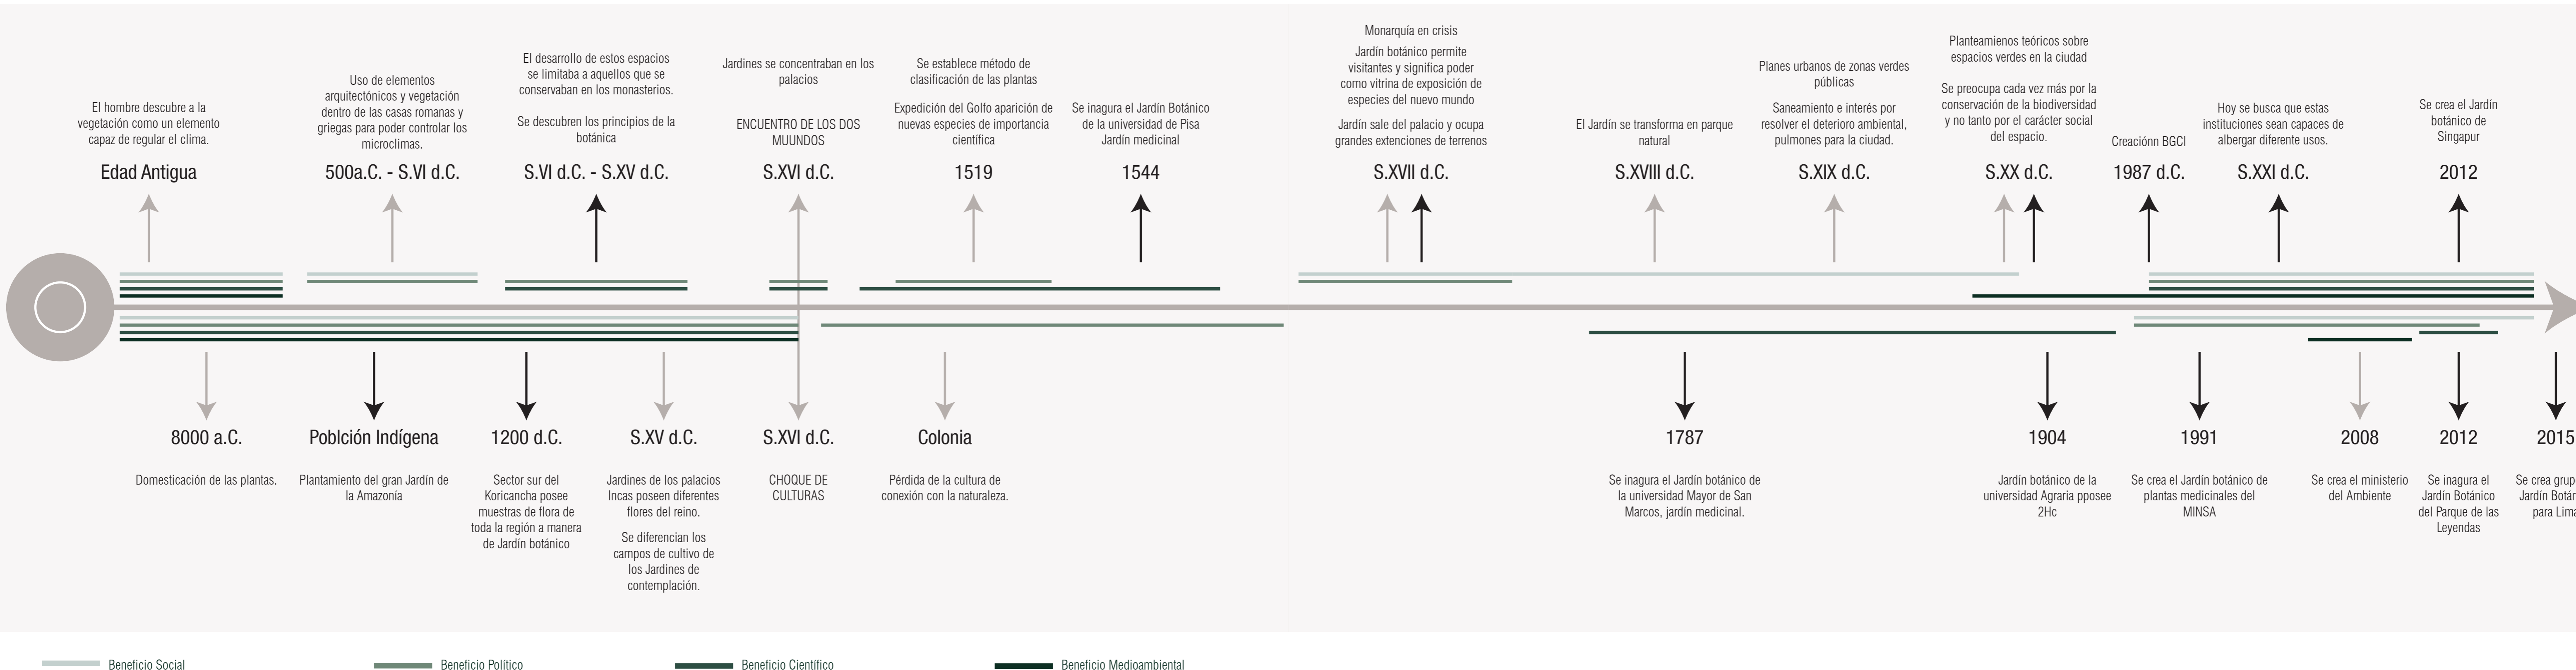 El hombre descubre a la
vegetación como un elemento
capaz de regular el clima.
Edad Antigua
Uso de elementos
arquitectónicos y vegetación
dentro de las casas romanas y
griegas para poder controlar los
microclimas.
500a.C. - S.VI d.C.
El desarrollo de estos espacios
se limitaba a aquellos que se
conservaban en los monasterios.
Se descubren los principios de la
botánica
S.VI d.C. - S.XV d.C.
Jardines se concentraban en los
palacios
ENCUENTRO DE LOS DOS
MUUNDOS
S.XVI d.C.
Se establece método de
clasificación de las plantas
Expedición del Golfo aparición de
nuevas especies de importancia
científica
1519
Se inagura el Jardín Botánico
de la universidad de Pisa
Jardín medicinal
1544
Monarquía en crisis
Jardín botánico permite
visitantes y significa poder
como vitrina de exposición de
especies del nuevo mundo
Jardín sale del palacio y ocupa
grandes extenciones de terrenos
S.XVII d.C.
El Jardín se transforma en parque
natural
S.XVIII d.C.
Planes urbanos de zonas verdes
públicas
Saneamiento e interés por
resolver el deterioro ambiental,
pulmones para la ciudad.
S.XIX d.C.
Planteamienos teóricos sobre
espacios verdes en la ciudad
Se preocupa cada vez más por la
conservación de la biodiversidad
y no tanto por el carácter social
del espacio.
S.XX d.C.
Creaciónn BGCI
1987 d.C.
Hoy se busca que estas
instituciones sean capaces de
albergar diferente usos.
S.XXI d.C.
Se crea el Jardín
botánico de
Singapur
2012
8000 a.C.
Domesticación de las plantas.
Poblción Indígena
Plantamiento del gran Jardín de
la Amazonía
1200 d.C.
Sector sur del
Koricancha posee
muestras de flora de
toda la región a manera
de Jardín botánico
S.XV d.C.
Jardines de los palacios
Incas poseen diferentes
flores del reino.
Se diferencian los
campos de cultivo de
los Jardines de
contemplación.
S.XVI d.C.
CHOQUE DE
CULTURAS
Colonia
Pérdida de la cultura de
conexión con la naturaleza.
1787
Se inagura el Jardín botánico de
la universidad Mayor de San
Marcos, jardín medicinal.
1904
Jardín botánico de la
universidad Agraria pposee
2Hc
1991
Se crea el Jardín botánico de
plantas medicinales del
MINSA
2008
Se crea el ministerio
del Ambiente
2012
Se inagura el
Jardín Botánico
del Parque de las
Leyendas
2015
Se crea
Jardín
para
Beneficio Social
Beneficio Político
Beneficio Científico
Beneficio Medioambiental